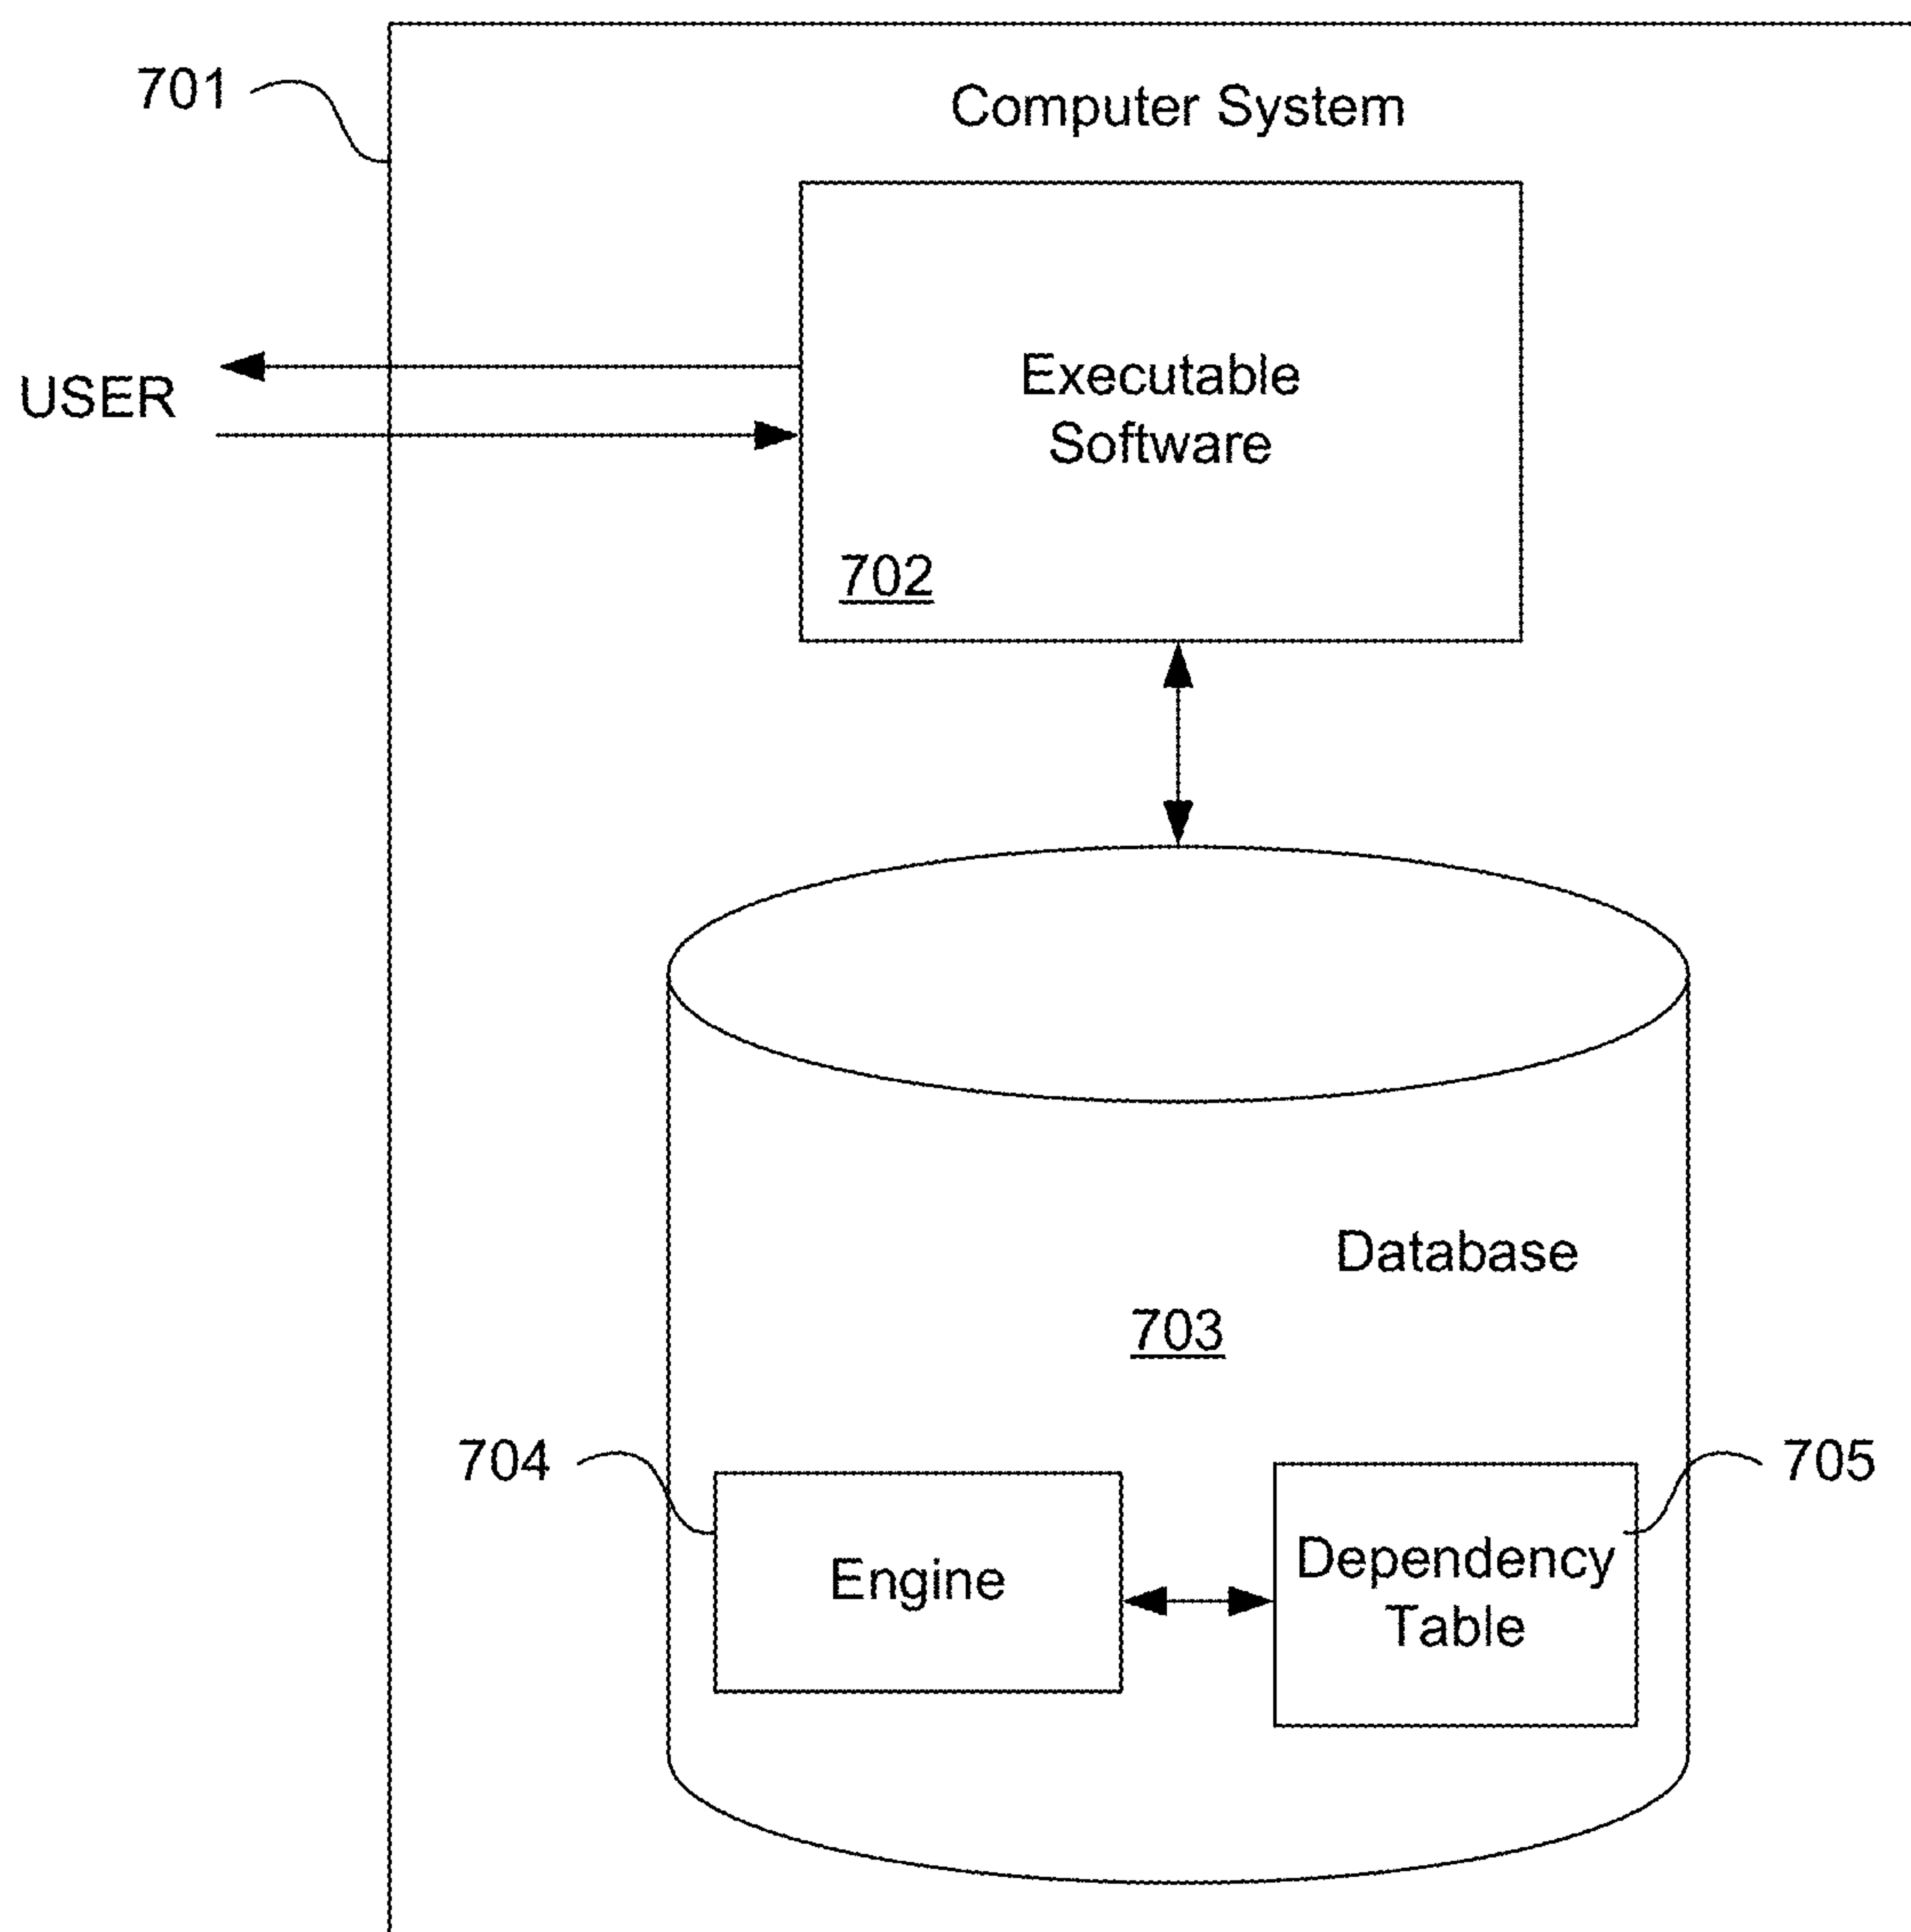 701
Computer System
USER
Executable
Software
702
Database
703
704
705
Engine
Dependency
Table